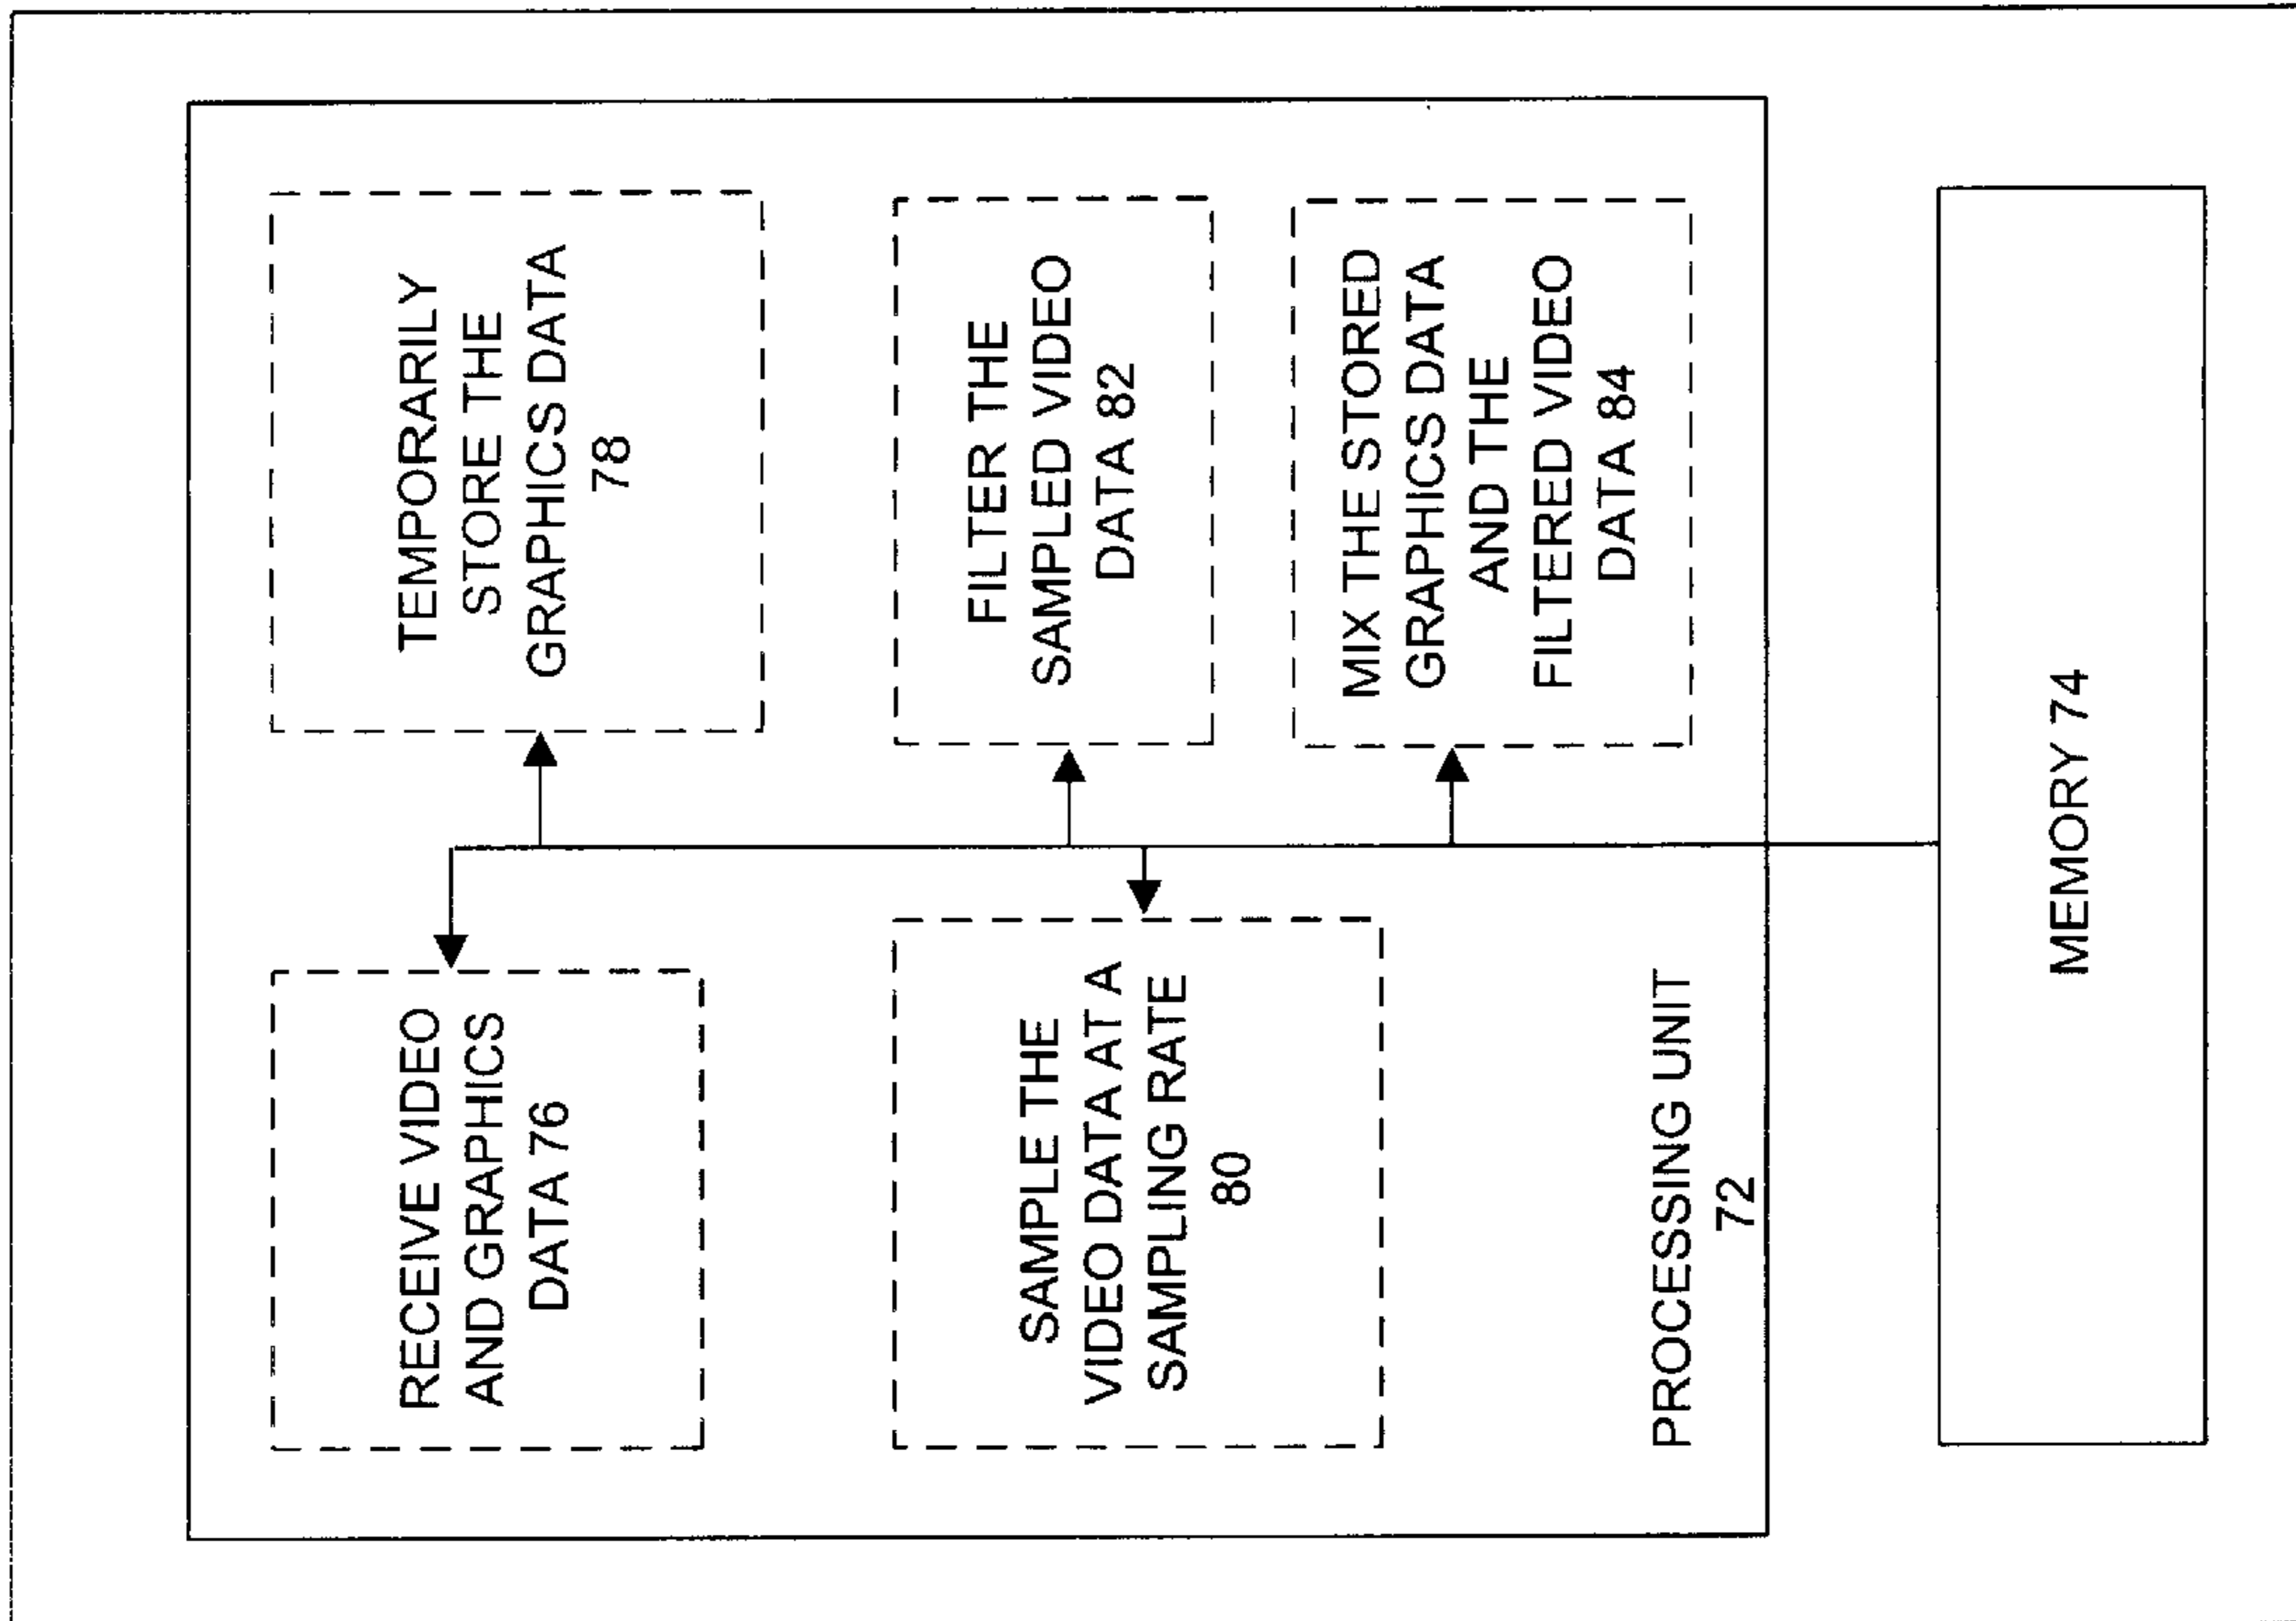 RECEIVE VIDEO
AND GRAPHICS
DATA 76
TEMPORARILY
STORE THE
GRAPHICS DATA
78
SAMPLE THE
VIDEO DATA AT A
SAMPLING RATE
80
FILTER THE
SAMPLED VIDEO
DATA 82
MIX THE STORED
GRAPHICS DATA
AND THE
FILTERED VIDEO
DATA 84
PROCESSING UNIT
72
MEMORY 74